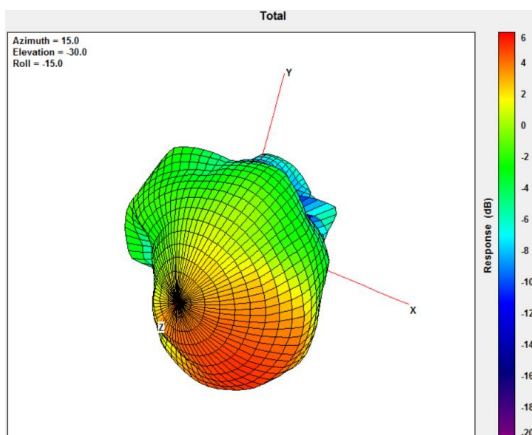 Total
Azimuth = 15.0
Elevation = -30.0
Roll = -15.0
Y
X
Z
Response (dB)
6
4
2
0
-2
-4
-6
-8
-10
-12
-14
-16
-18
-20